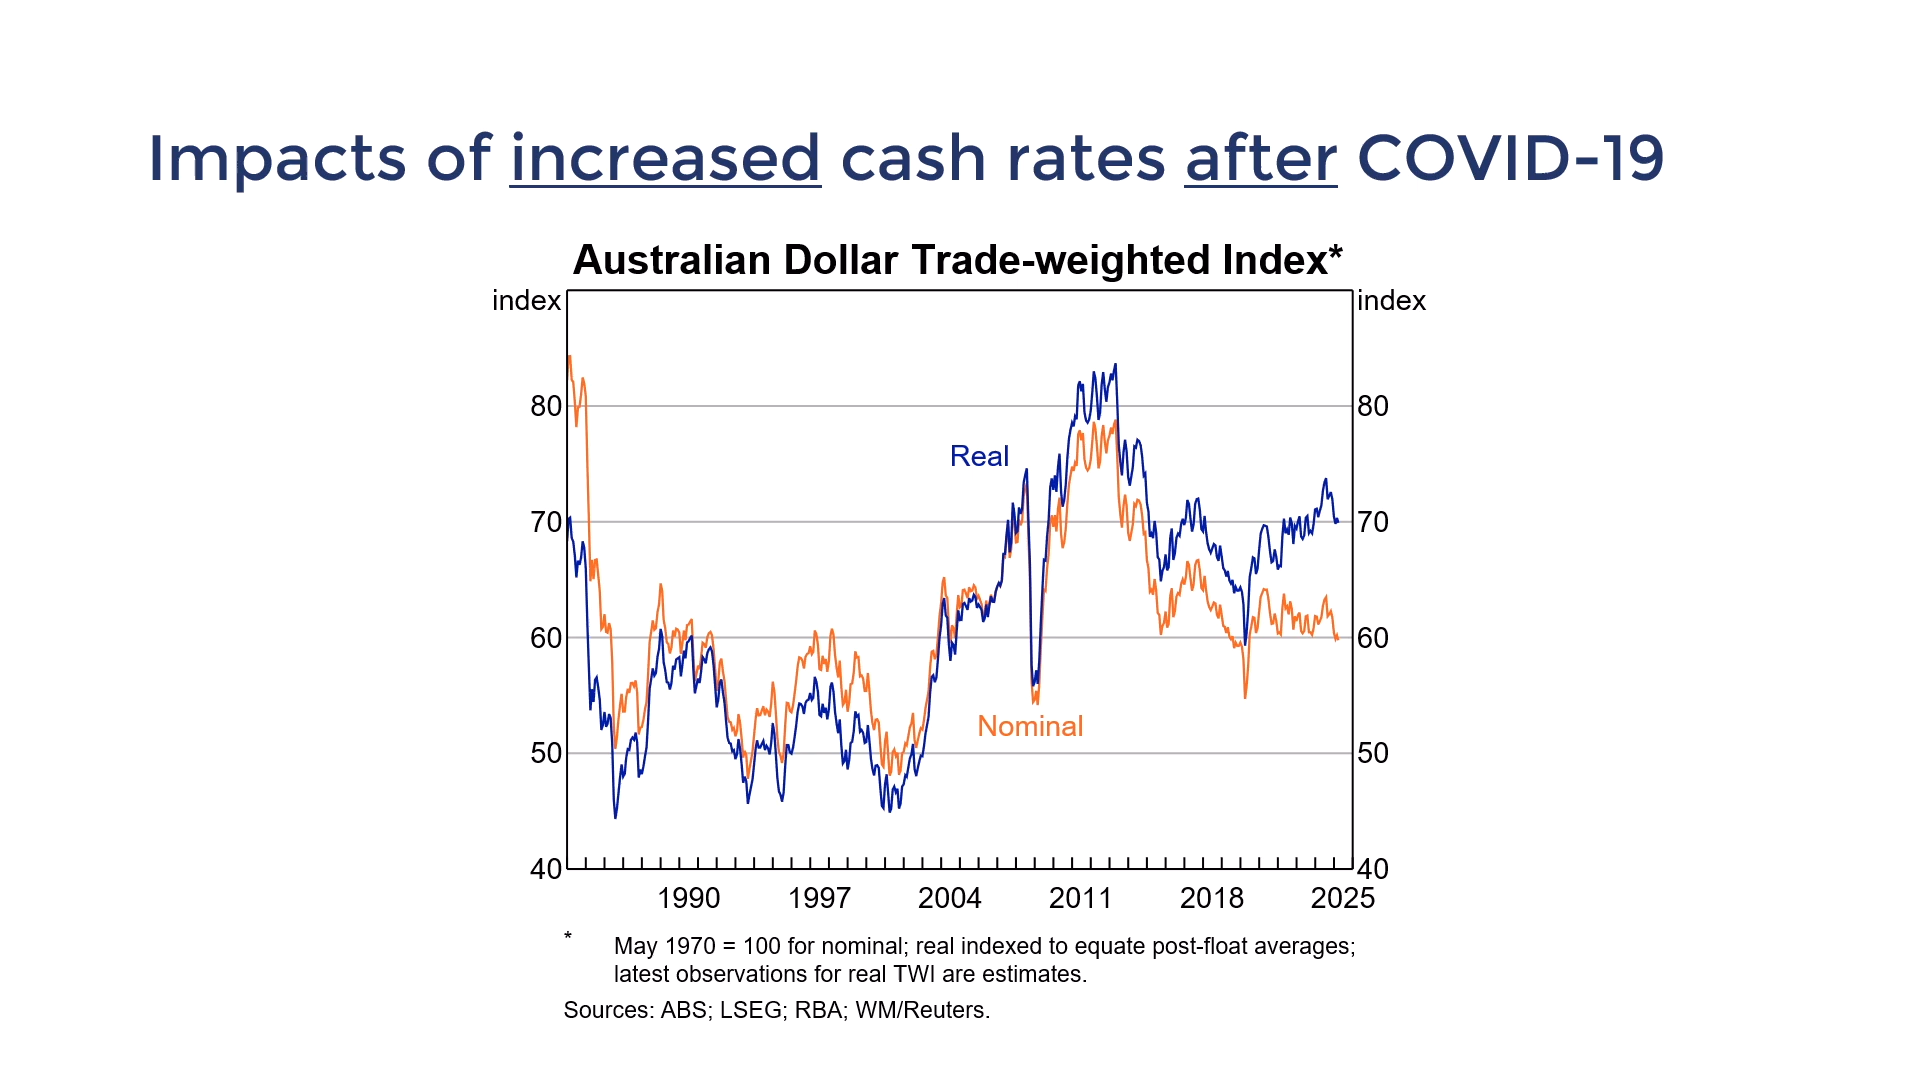 Impacts of increased cash rates after COVID-19
Australian Dollar Trade-weighted Index*
index
index
80
80
Real
70
70
60
60
Nominal
50
50
40
40
1990
1997
2004
2011
2018
2025
* May 1970 = 100 for nominal; real indexed to equate post-float averages;
latest observations for real TWI are estimates.
Sources: ABS; LSEG; RBA; WM/Reuters.